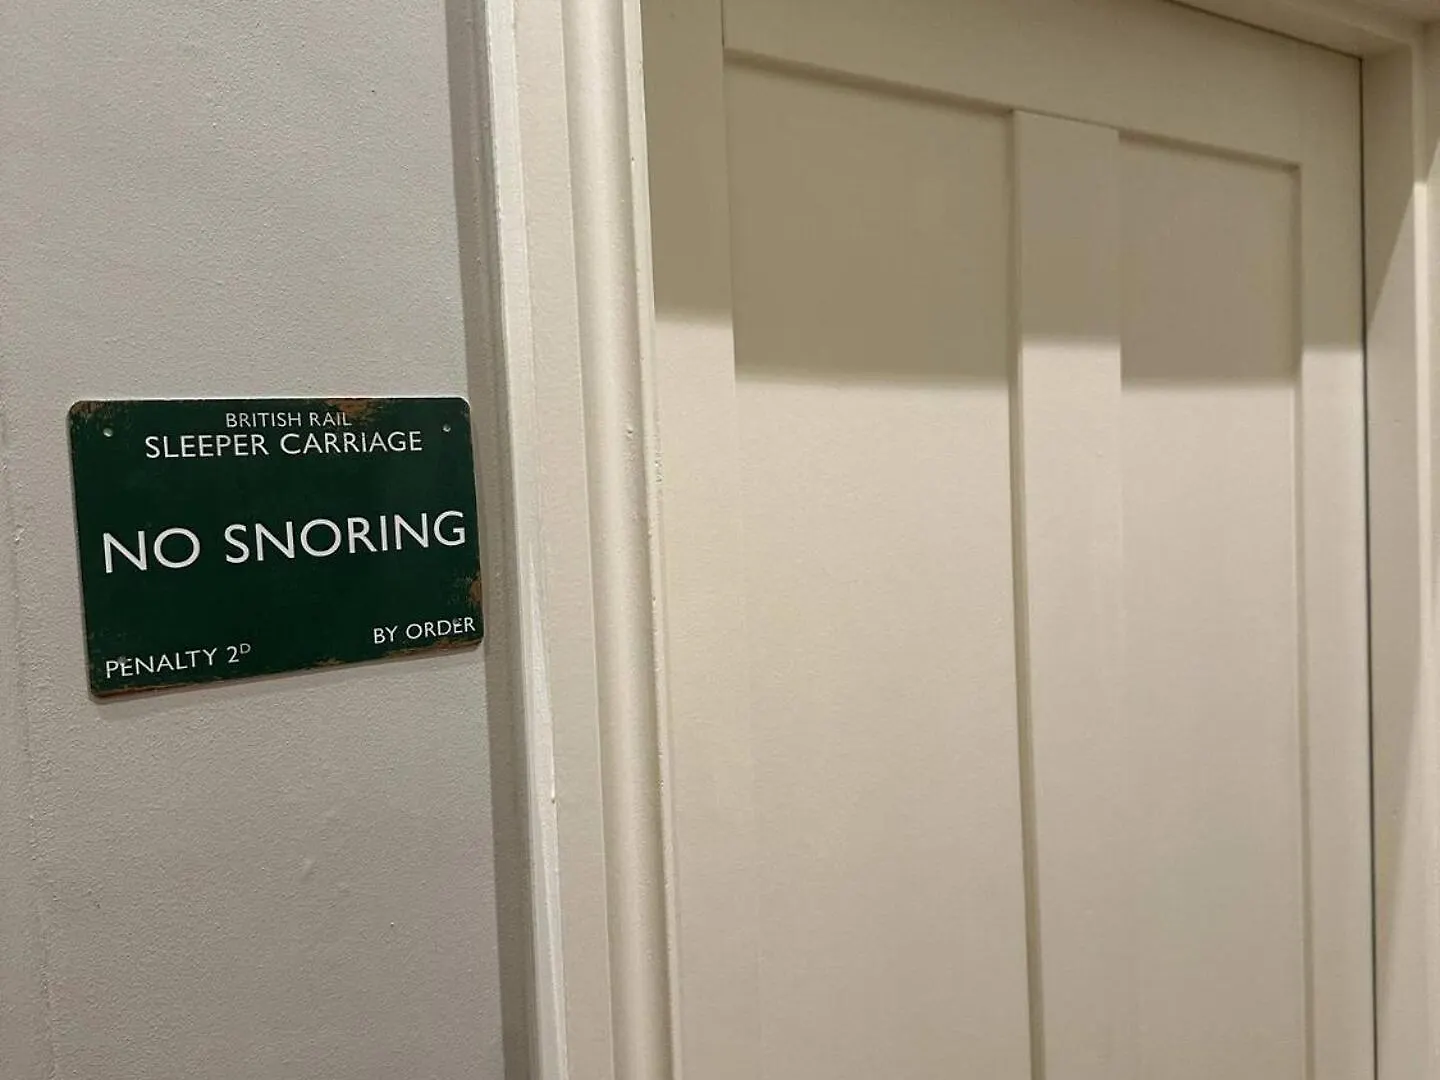 BRITISH RAIL
SLEEPER CARRIAGE
NO SNORING
BY ORDER
PENALTY 2ᴰ